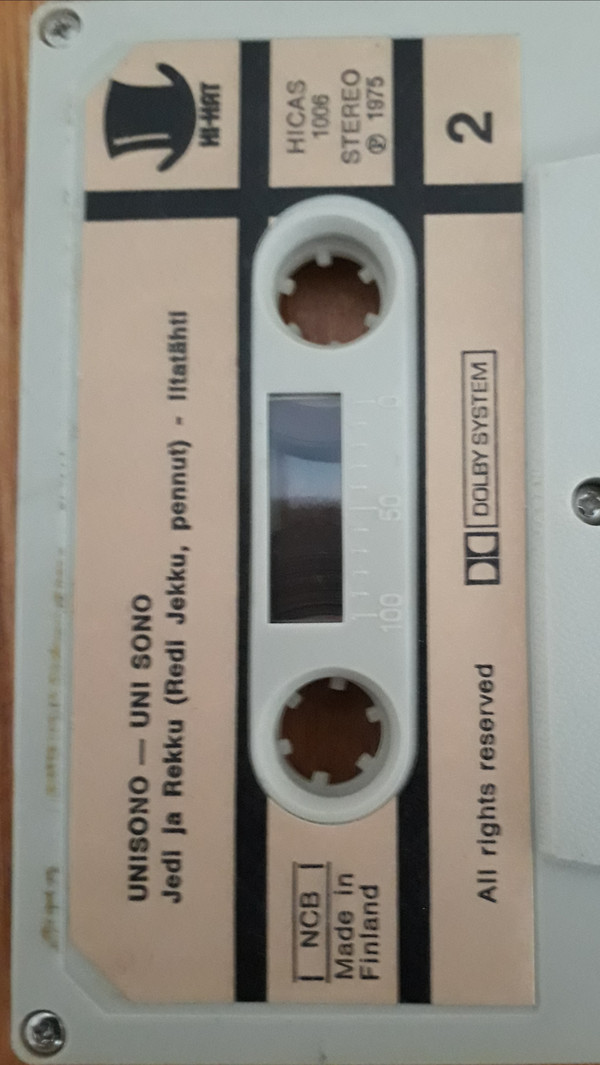 HI-HAT
HICAS
1006
STEREO
℗ 1975
2
UNISONO — UNI SONO
Jedi ja Rekku (Redi Jekku, pennut) - Iltatähti
100 50 0
NCB
Made in
Finland
All rights reserved
DOLBY SYSTEM